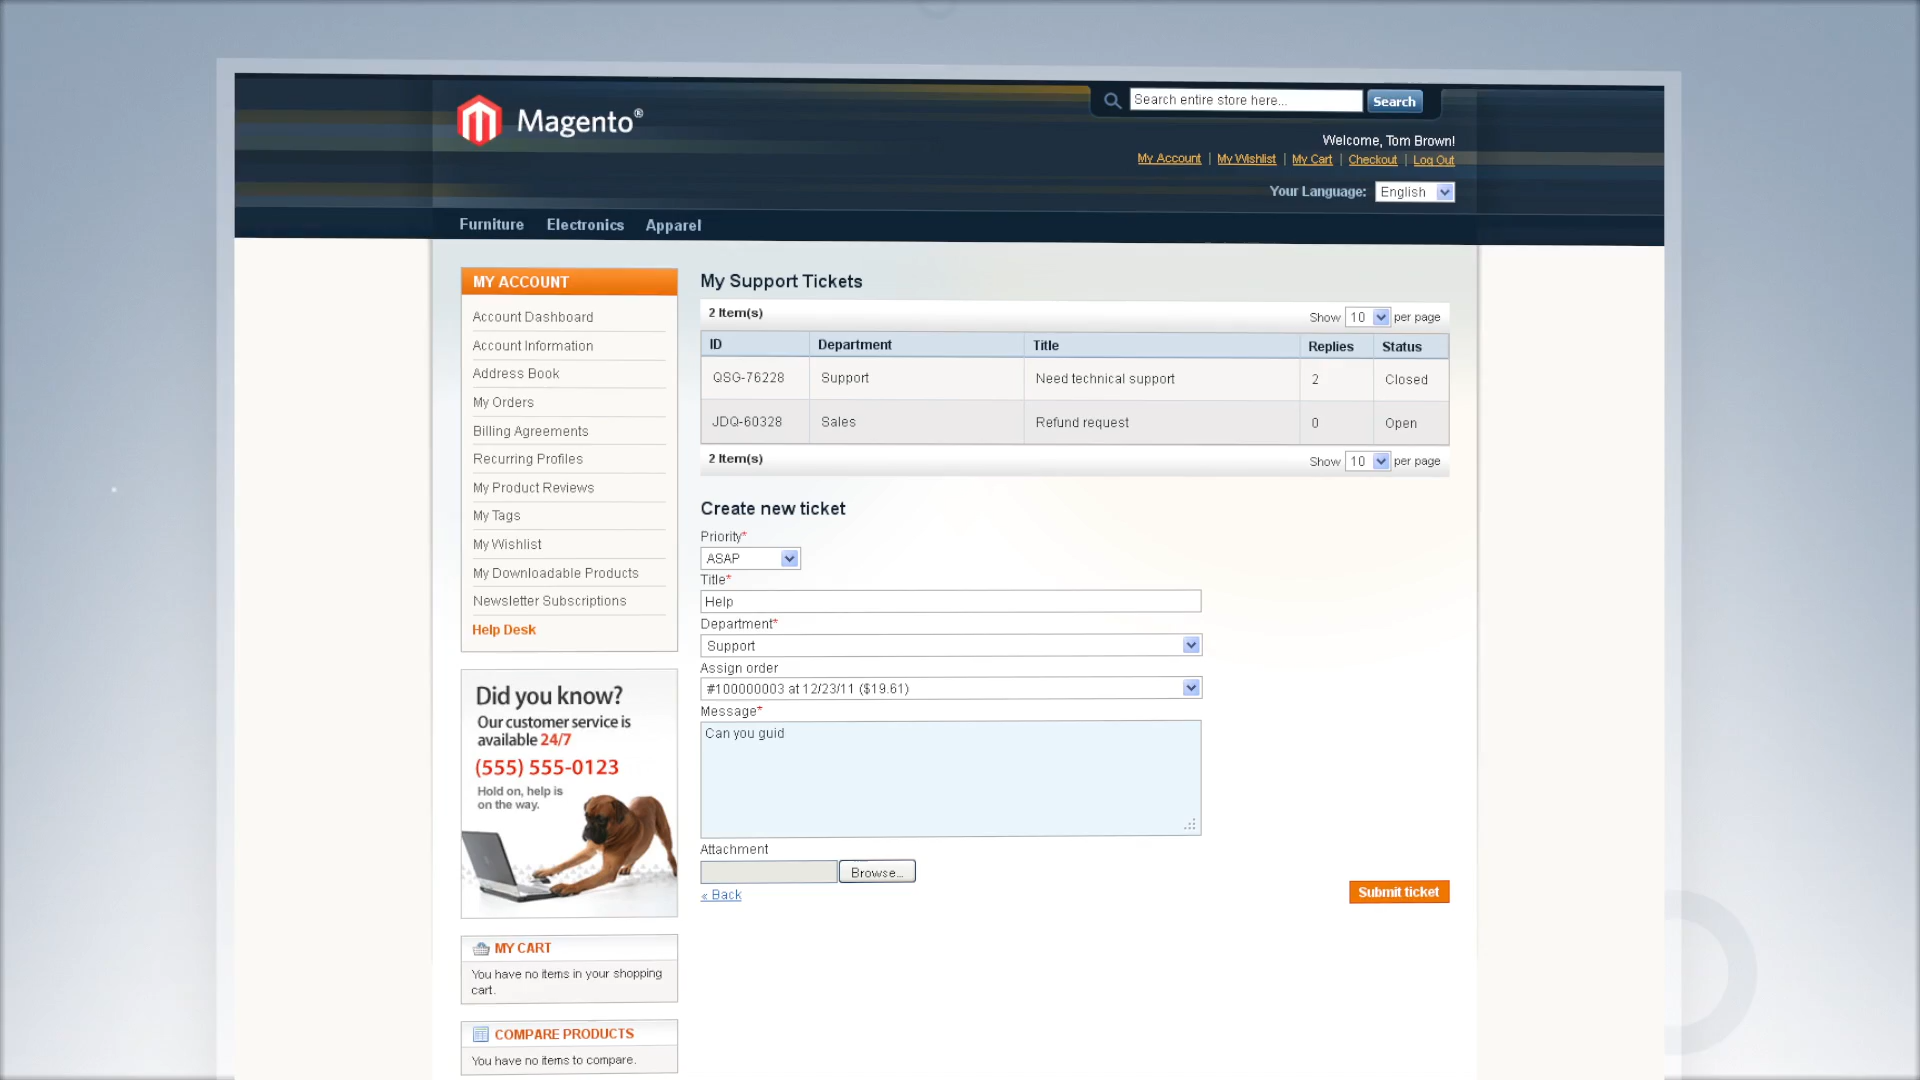 Magento®
Search entire store here...
Search
Welcome, Tom Brown!
My Account | My Wishlist | My Cart | Checkout | Log Out
Your Language: English
Furniture Electronics Apparel
MY ACCOUNT
Account Dashboard
Account Information
Address Book
My Orders
Billing Agreements
Recurring Profiles
My Product Reviews
My Tags
My Wishlist
My Downloadable Products
Newsletter Subscriptions
Help Desk
Did you know?
Our customer service is
available 24/7
(555) 555-0123
Hold on, help is
on the way.
MY CART
You have no items in your shopping
cart.
COMPARE PRODUCTS
You have no items to compare.
My Support Tickets
2 Item(s) Show 10 per page
ID Department Title Replies Status
QSG-76228 Support Need technical support 2 Closed
JDQ-60328 Sales Refund request 0 Open
2 Item(s) Show 10 per page
Create new ticket
Priority*
ASAP
Title*
Help
Department*
Support
Assign order
#100000003 at 12/23/11 ($19.61)
Message*
Can you guid
Attachment
Browse...
« Back
Submit ticket